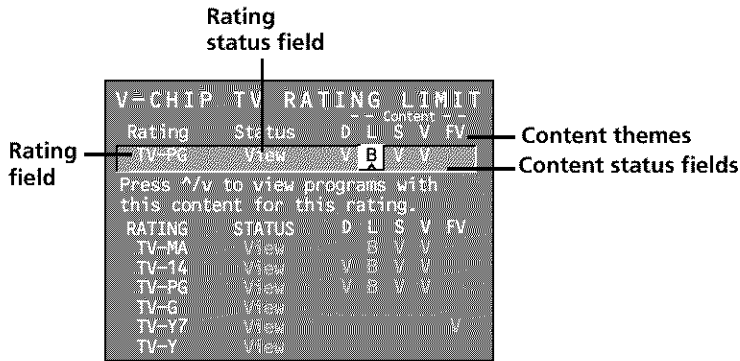 Rating
status field
V-CHIP TV RATING LIMIT
-- Content --
Rating Status D L S V FV
Content themes
Rating
field
TV-PG View V B V V
Content status fields
Press ^/v to view programs with
this content for this rating.
RATING STATUS D L S V FV
TV-MA View B V V
TV-14 View V B V V
TV-PG View V B V V
TV-G View
TV-Y7 View V
TV-Y View